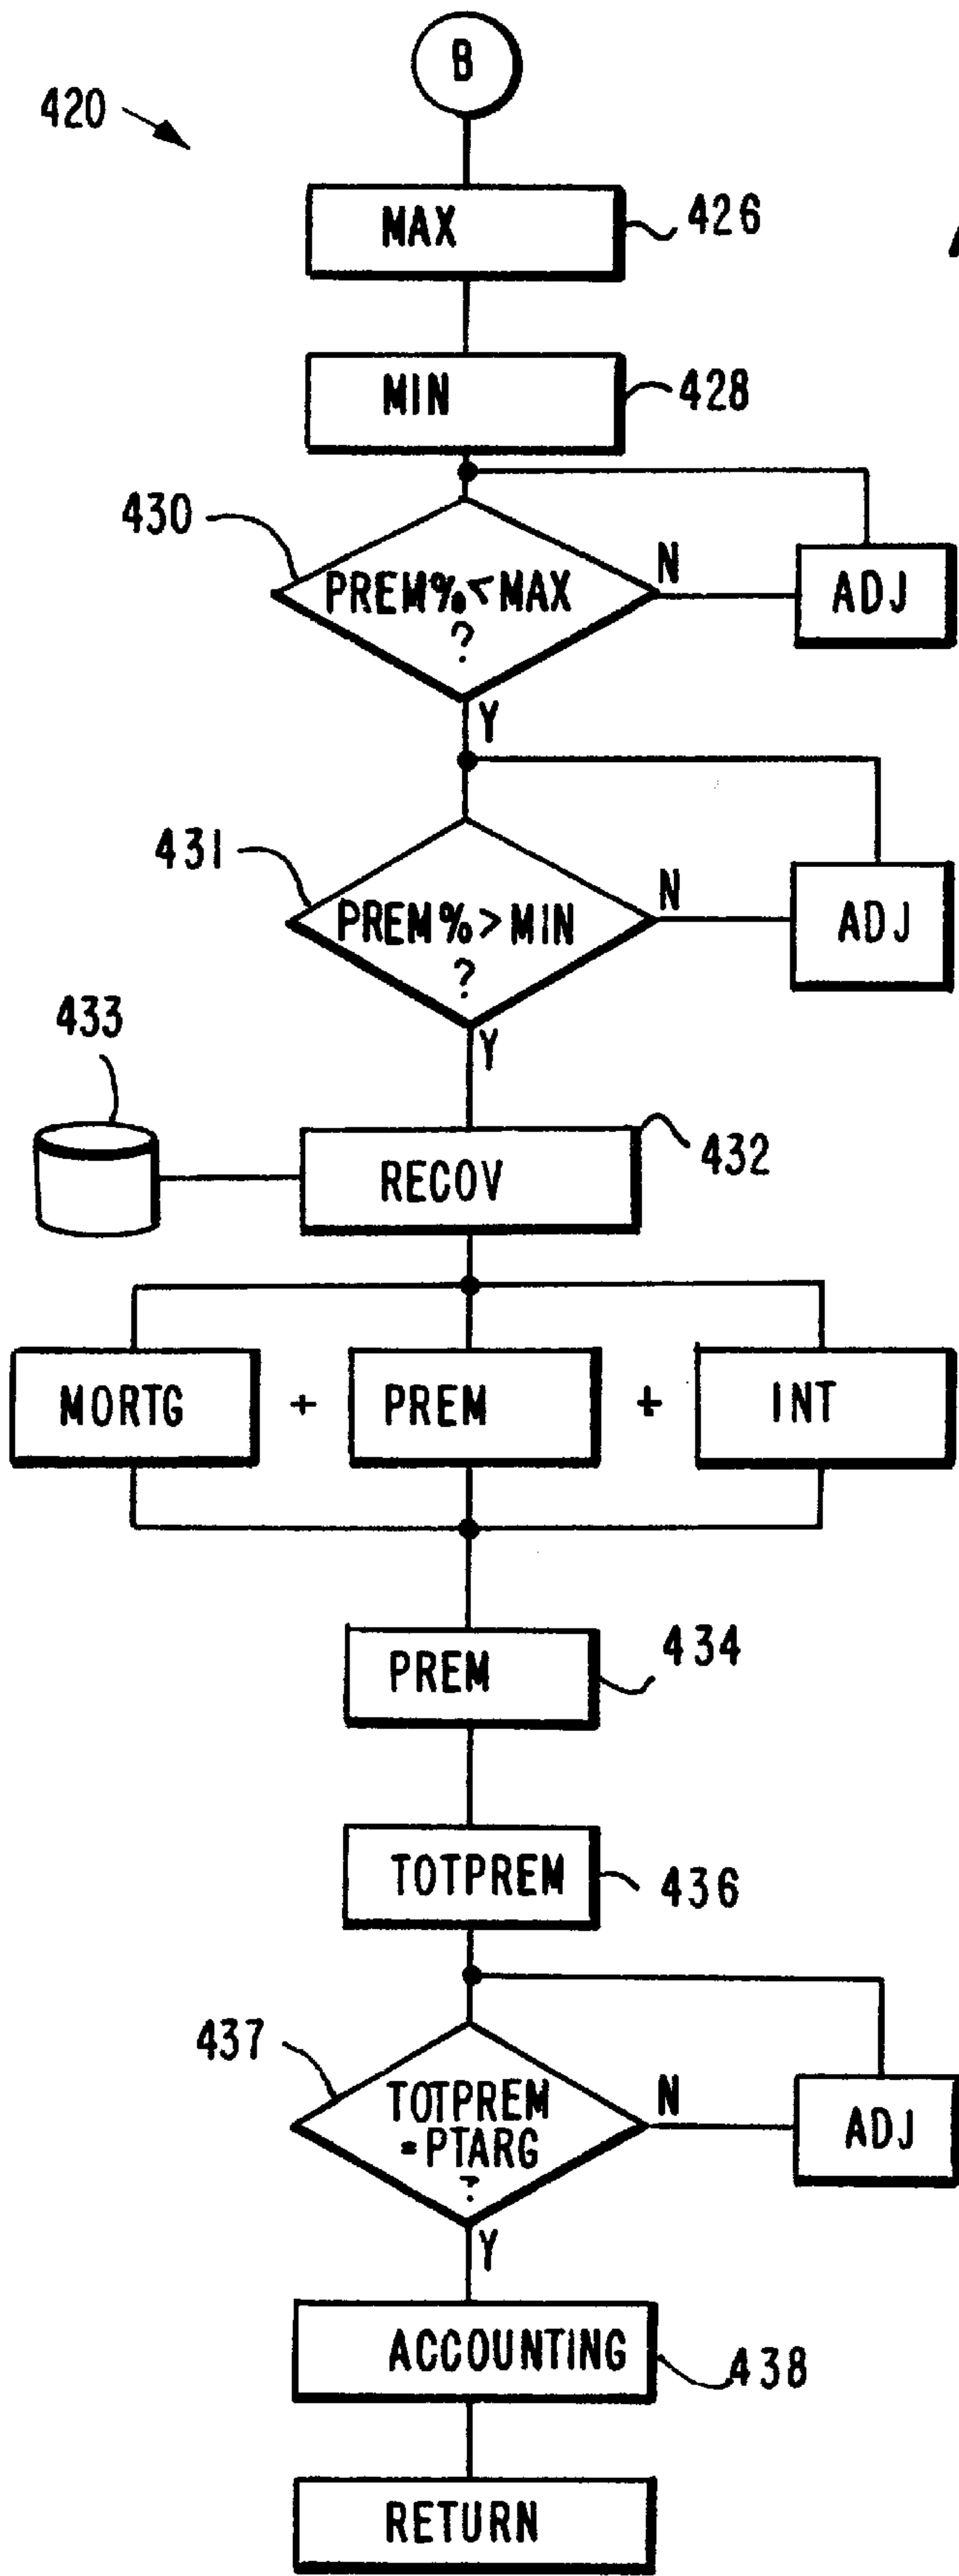 B
420
MAX
426
MIN
428
430
PREM% < MAX
?
N
ADJ
Y
431
PREM% > MIN
?
N
ADJ
Y
433
RECOV
432
MORTG + PREM + INT
PREM
434
TOTPREM
436
437
TOTPREM
=PTARG
?
N
ADJ
Y
ACCOUNTING
438
RETURN